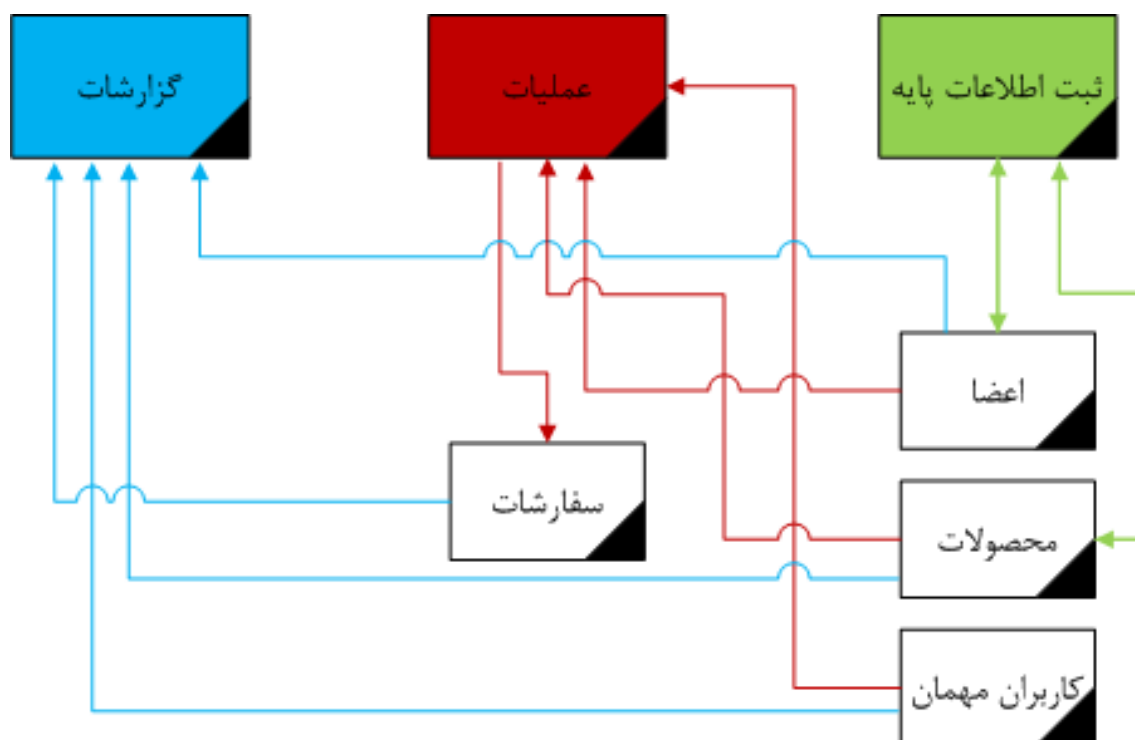 ثبت اطلاعات پایه
عملیات
گزارشات
اعضا
سفارشات
محصولات
کاربران مهمان